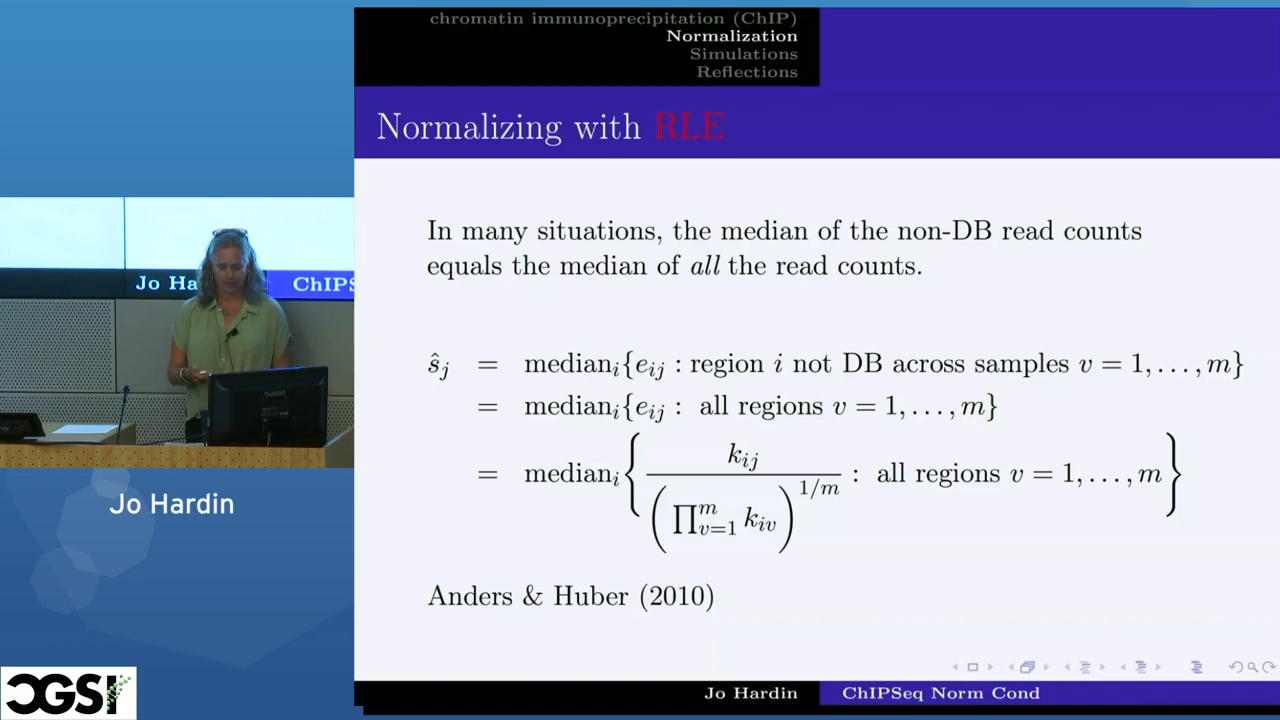 chromatin immunoprecipitation (ChIP)
Normalization
Simulations
Reflections
Normalizing with RLE
In many situations, the median of the non-DB read counts
equals the median of all the read counts.
ŝ_j = median_i{e_ij : region i not DB across samples v = 1, . . . , m}
= median_i{e_ij : all regions v = 1, . . . , m}
= median_i { k_ij / (∏_{v=1}^{m} k_iv)^{1/m} : all regions v = 1, . . . , m }
Anders & Huber (2010)
Jo Hardin ChIPSeq Norm Cond
Jo Ha ChIPS
Jo Hardin
CGSI